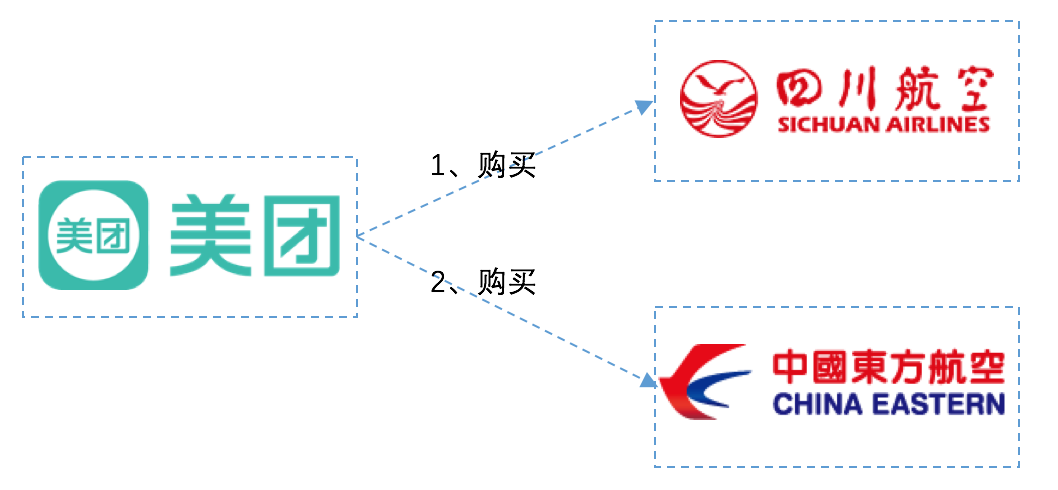 美团 美团
1、购买
四川航空
SICHUAN AIRLINES
2、购买
中國東方航空
CHINA EASTERN